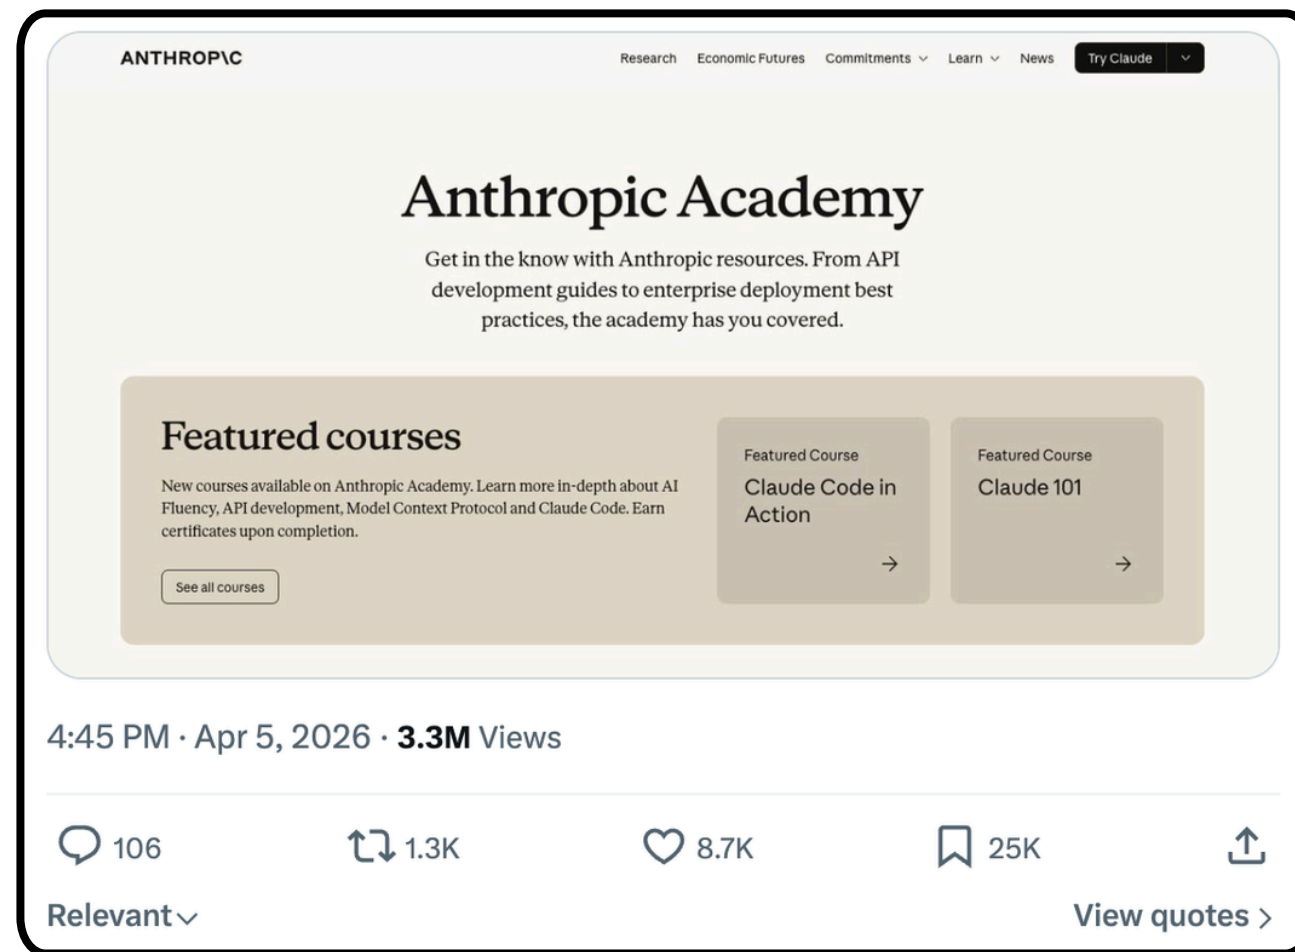 ANTHROP\C
Research Economic Futures Commitments Learn News Try Claude
Anthropic Academy
Get in the know with Anthropic resources. From API
development guides to enterprise deployment best
practices, the academy has you covered.
Featured courses
New courses available on Anthropic Academy. Learn more in-depth about AI
Fluency, API development, Model Context Protocol and Claude Code. Earn
certificates upon completion.
See all courses
Featured Course
Claude Code in
Action
Featured Course
Claude 101
4:45 PM · Apr 5, 2026 · 3.3M Views
106 1.3K 8.7K 25K
Relevant View quotes